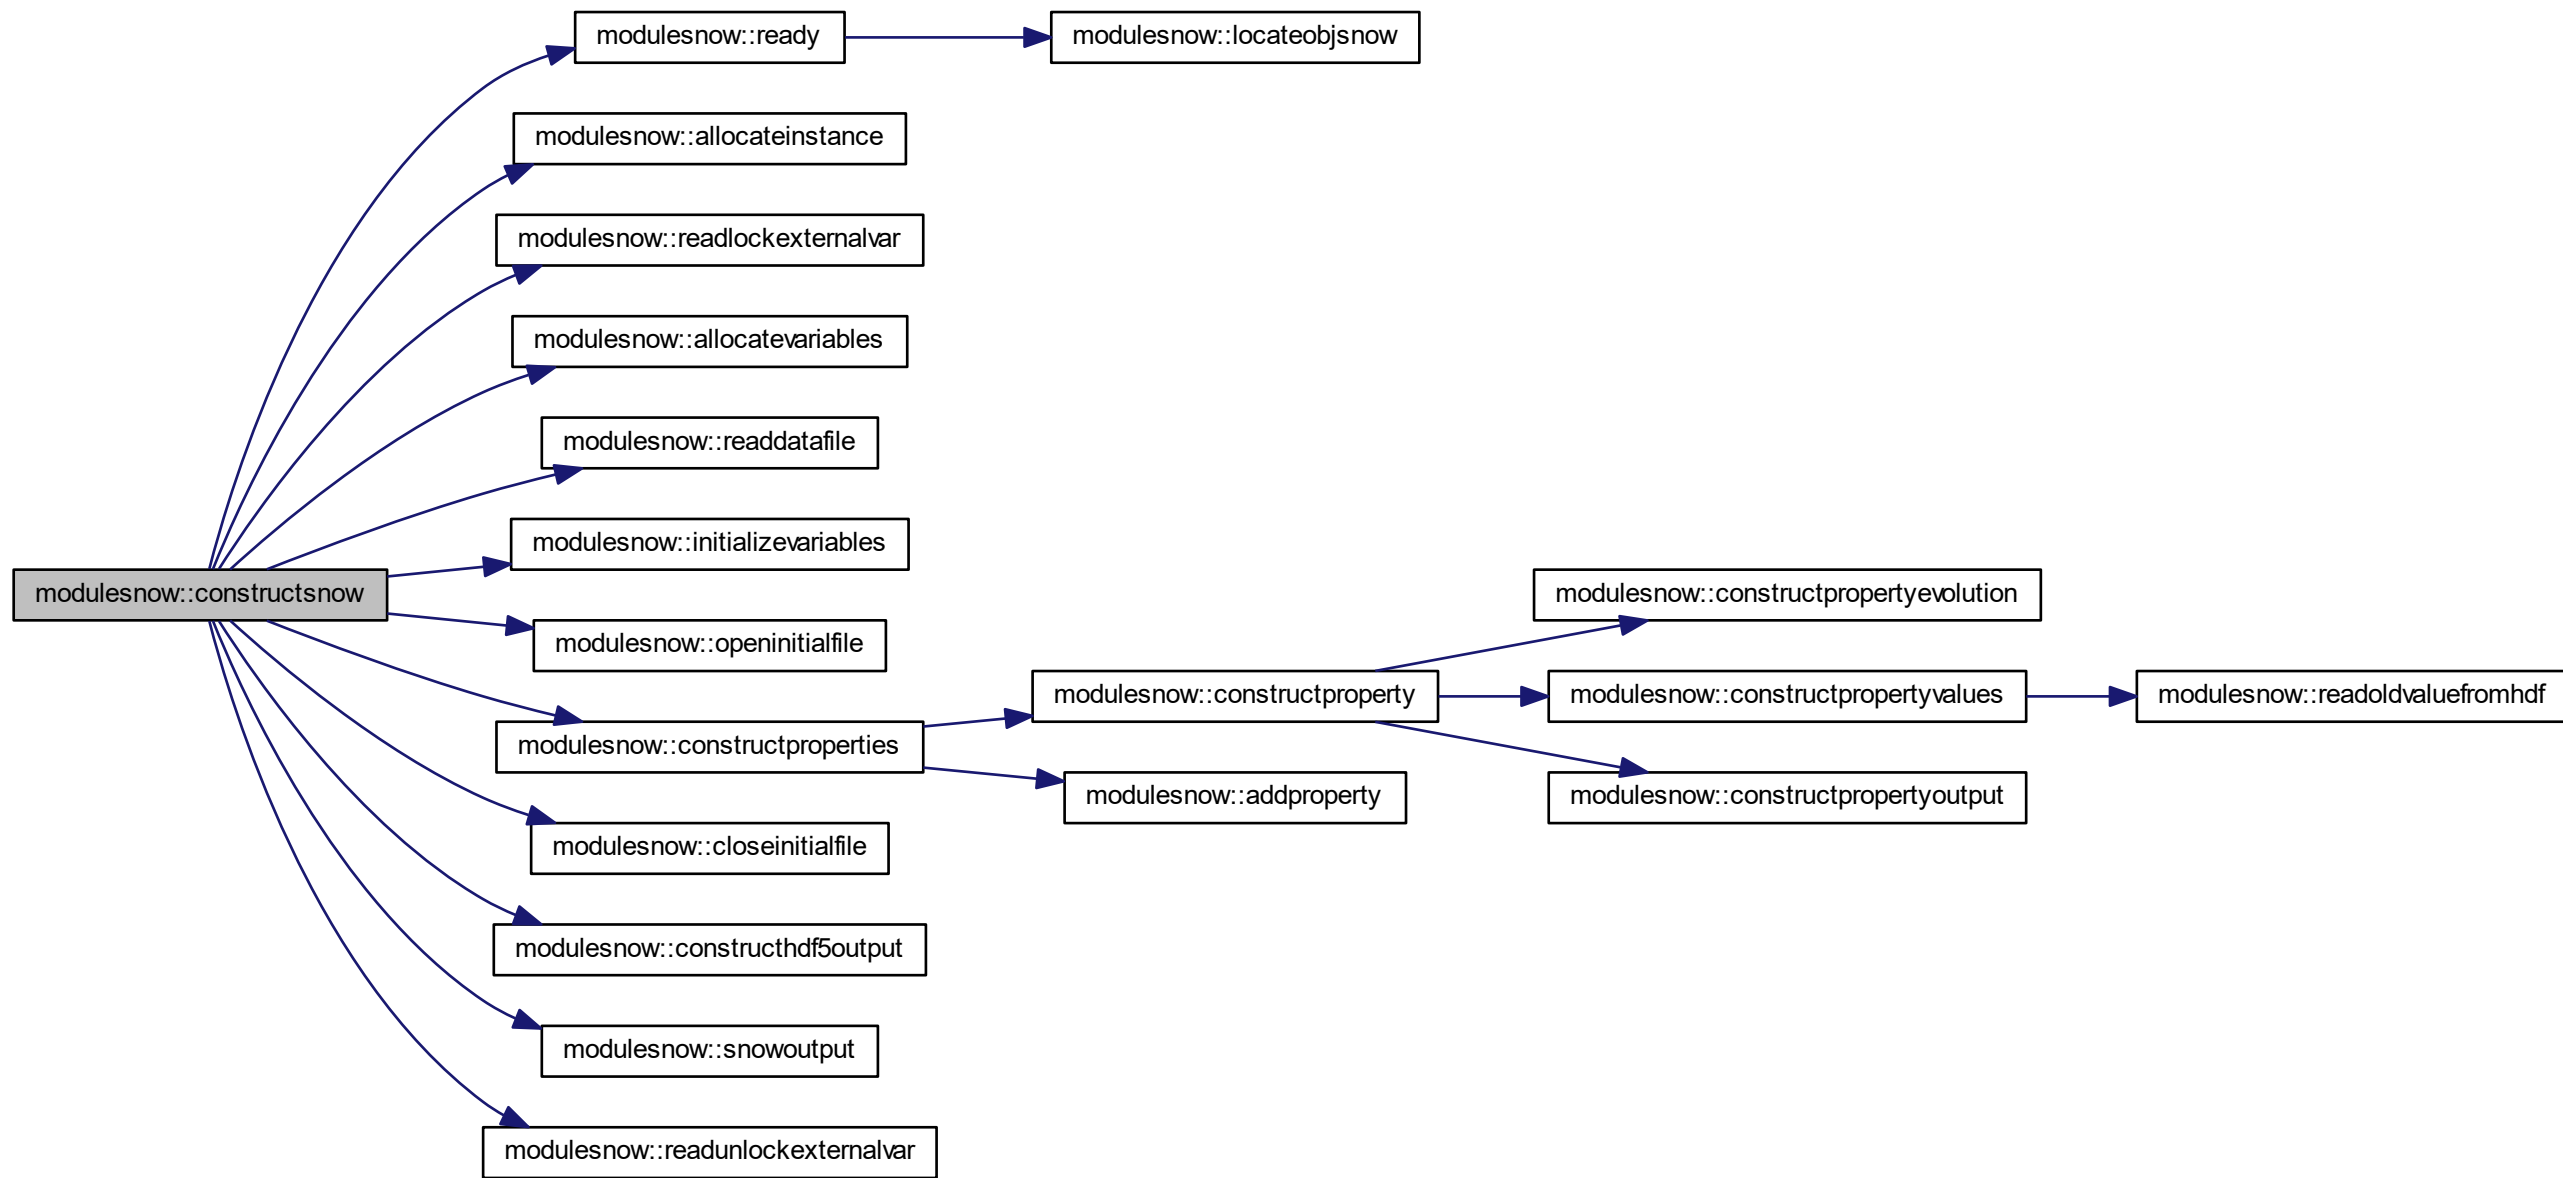 modulesnow::ready
modulesnow::locateobjsnow
modulesnow::allocateinstance
modulesnow::readlockexternalvar
modulesnow::allocatevariables
modulesnow::readdatafile
modulesnow::initializevariables
modulesnow::constructsnow
modulesnow::constructpropertyevolution
modulesnow::openinitialfile
modulesnow::constructproperty
modulesnow::constructpropertyvalues
modulesnow::readoldvaluefromhdf
modulesnow::constructproperties
modulesnow::addproperty
modulesnow::constructpropertyoutput
modulesnow::closeinitialfile
modulesnow::constructhdf5output
modulesnow::snowoutput
modulesnow::readunlockexternalvar